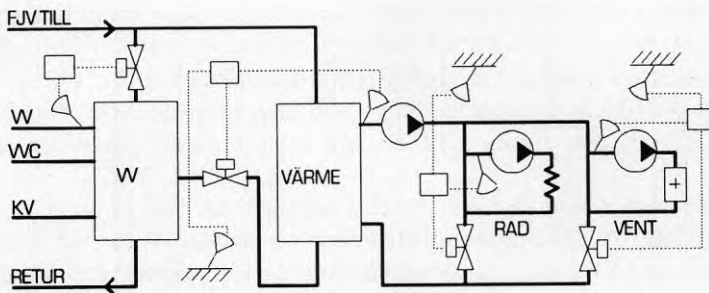 FJV TILL
VV
VVC
VV
VÄRME
KV
RAD
VENT
RETUR
+